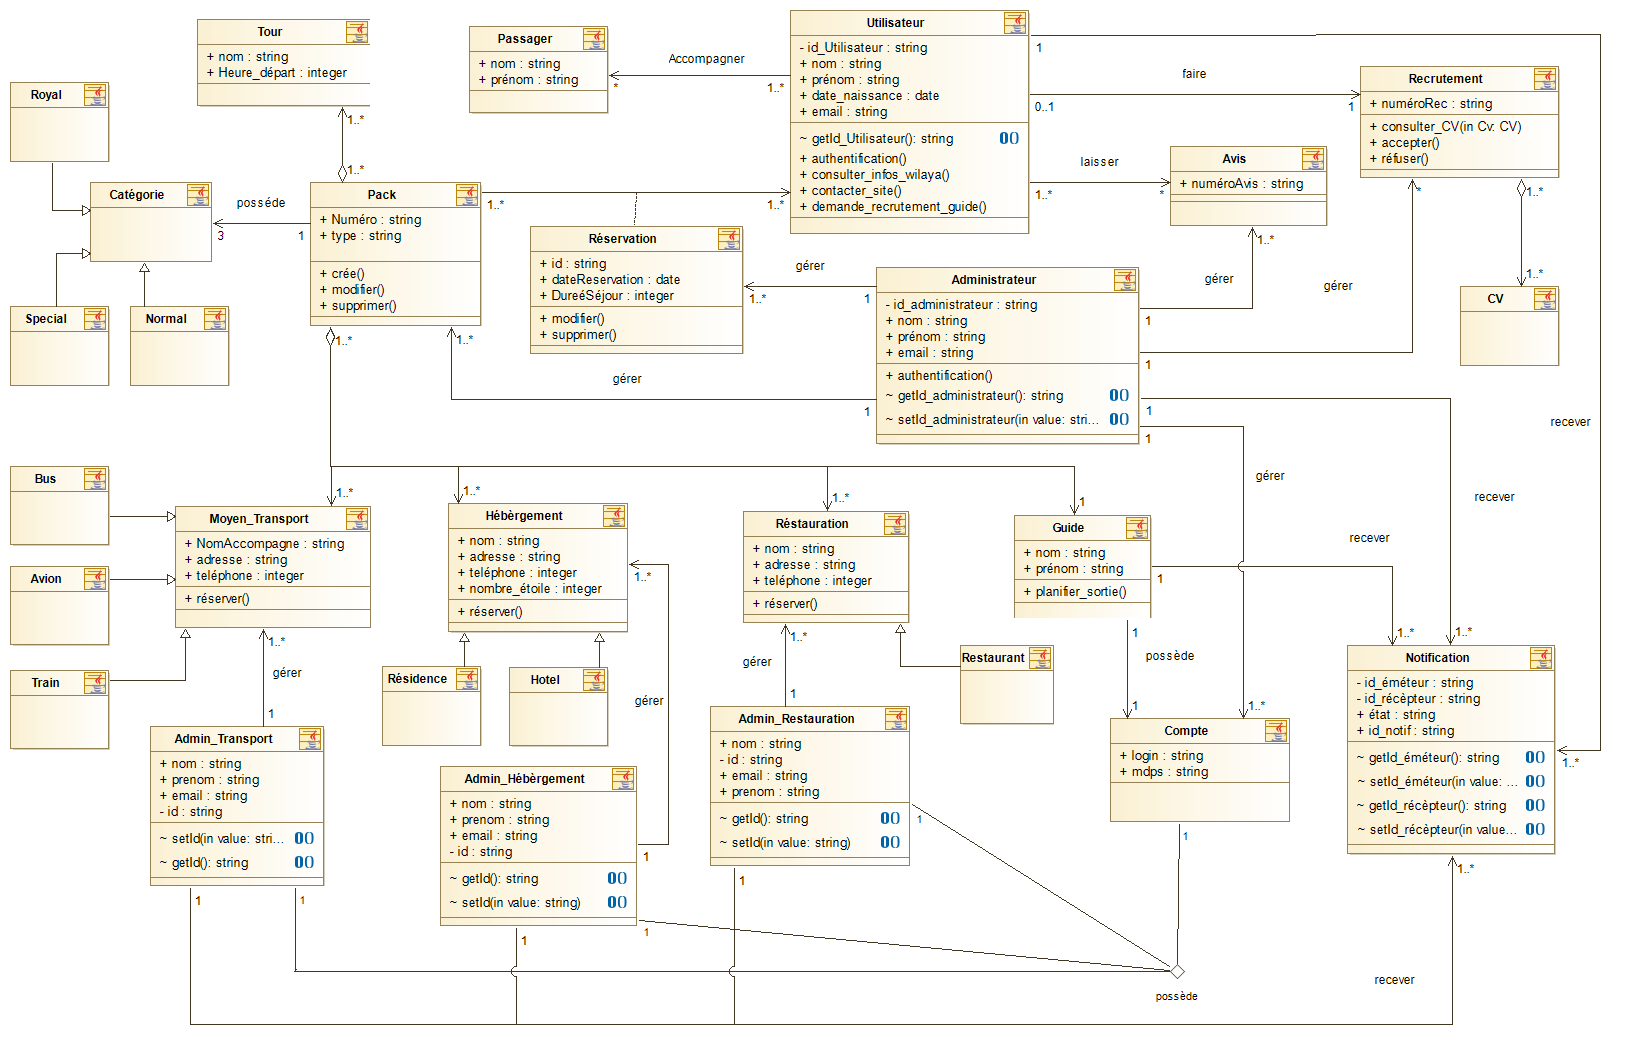 Tour
+ nom : string
+ Heure_départ : integer
Passager
+ nom : string
+ prénom : string
Accompagner
*
1..*
Utilisateur
- id_Utilisateur : string
+ nom : string
+ prénom : string
+ date_naissance : date
+ email : string
~ getId_Utilisateur(): string
+ authentification()
+ consulter_infos_wilaya()
+ contacter_site()
+ demande_recrutement_guide()
1
faire
0..1
1
Recrutement
+ numéroRec : string
+ consulter_CV(in Cv: CV)
+ accepter()
+ réfuser()
laisser
1..*
*
Avis
+ numéroAvis : string
Royal
Catégorie
posséde
3
1
1..*
1..*
Pack
+ Numéro : string
+ type : string
+ crée()
+ modifier()
+ supprimer()
1..*
1..*
Réservation
+ id : string
+ dateReservation : date
+ DureéSéjour : integer
+ modifier()
+ supprimer()
gérer
1..*
1
Administrateur
- id_administrateur : string
+ nom : string
+ prénom : string
+ email : string
+ authentification()
~ getId_administrateur(): string
~ setId_administrateur(in value: stri...
1..*
gérer
1
*
gérer
1
1..*
1..*
CV
Special
Normal
1..*
1..*
gérer
1
1
1
recever
gérer
recever
Bus
Avion
Train
1..*
Moyen_Transport
+ NomAccompagne : string
+ adresse : string
+ teléphone : integer
+ réserver()
1..*
Hébèrgement
+ nom : string
+ adresse : string
+ teléphone : integer
+ nombre_étoile : integer
+ réserver()
1..*
1..*
Réstauration
+ nom : string
+ adresse : string
+ teléphone : integer
+ réserver()
1
Guide
+ nom : string
+ prénom : string
+ planifier_sortie()
1
recever
1..*
1..*
1..*
gérer
1
Résidence
Hotel
gérer
1..*
gérer
1
Restaurant
1
possède
1
1..*
Notification
- id_éméteur : string
- id_récèpteur : string
+ état : string
+ id_notif : string
~ getId_éméteur(): string
~ setId_éméteur(in value: ...
~ getId_récèpteur(): string
~ setId_récèpteur(in value...
1..*
1..*
Admin_Transport
+ nom : string
+ prenom : string
+ email : string
- id : string
~ setId(in value: stri...
~ getId(): string
1
1
Admin_Hébèrgement
+ nom : string
+ prenom : string
+ email : string
- id : string
~ getId(): string
~ setId(in value: string)
1
1
1
Admin_Restauration
+ nom : string
- id : string
+ email : string
+ prenom : string
~ getId(): string
~ setId(in value: string)
1
1
Compte
+ login : string
+ mdps : string
1
possède
recever